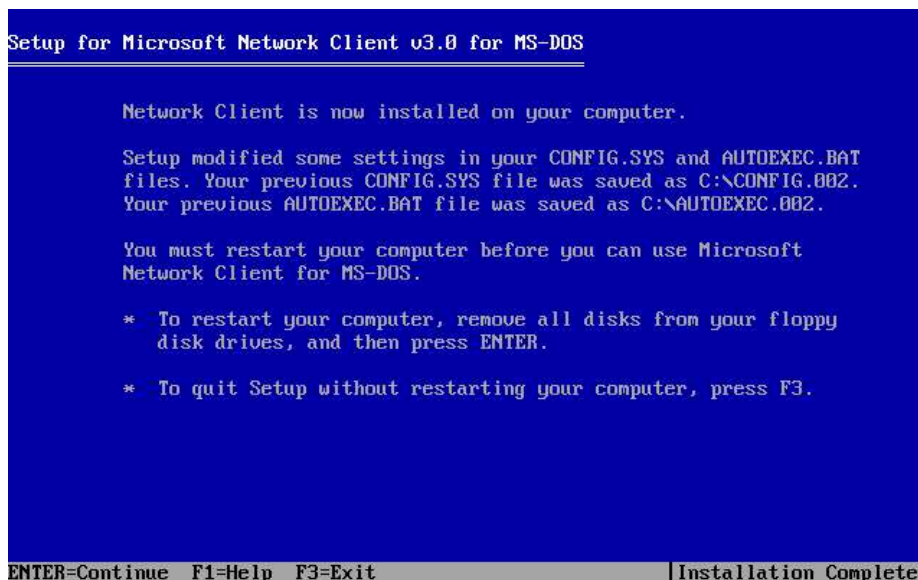 Setup for Microsoft Network Client v3.0 for MS-DOS
Network Client is now installed on your computer.
Setup modified some settings in your CONFIG.SYS and AUTOEXEC.BAT
files. Your previous CONFIG.SYS file was saved as C:\CONFIG.002.
Your previous AUTOEXEC.BAT file was saved as C:\AUTOEXEC.002.
You must restart your computer before you can use Microsoft
Network Client for MS-DOS.
* To restart your computer, remove all disks from your floppy
disk drives, and then press ENTER.
* To quit Setup without restarting your computer, press F3.
ENTER=Continue F1=Help F3=Exit |Installation Complete